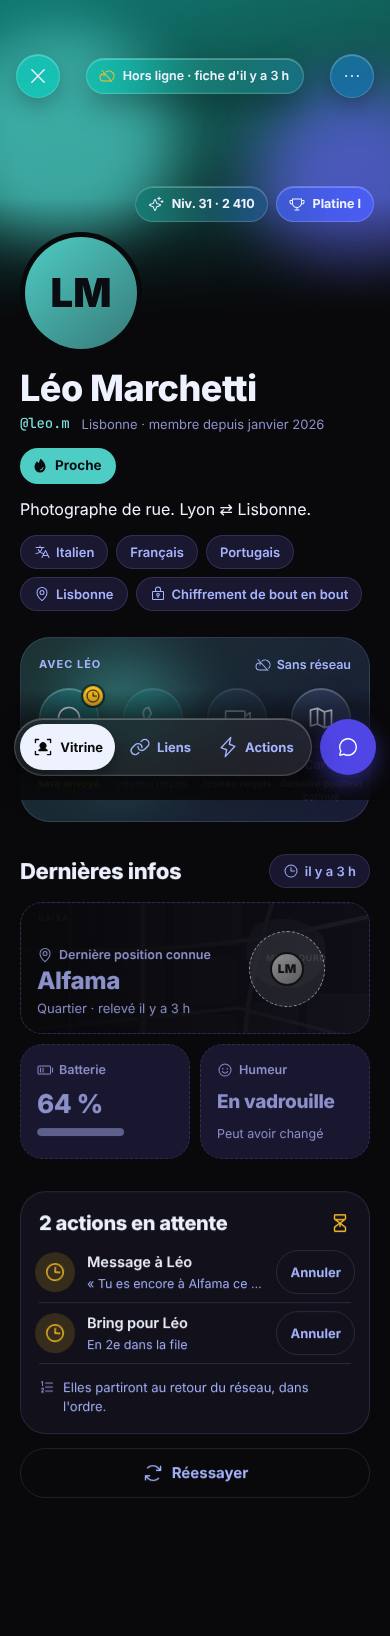 Hors ligne · fiche d'il y a 3 h
Niv. 31 · 2 410
Platine I
LM
Léo Marchetti
@leo.m Lisbonne · membre depuis janvier 2026
Proche
Photographe de rue. Lyon ⇄ Lisbonne.
Italien
Français
Portugais
Lisbonne
Chiffrement de bout en bout
AVEC LÉO
Sans réseau
Vitrine
Liens
Actions
Dernières infos
il y a 3 h
Dernière position connue
Alfama
Quartier · relevé il y a 3 h
LM
Batterie
64 %
Humeur
En vadrouille
Peut avoir changé
2 actions en attente
Message à Léo
« Tu es encore à Alfama ce ...
Annuler
Bring pour Léo
En 2e dans la file
Annuler
Elles partiront au retour du réseau, dans
l'ordre.
Réessayer